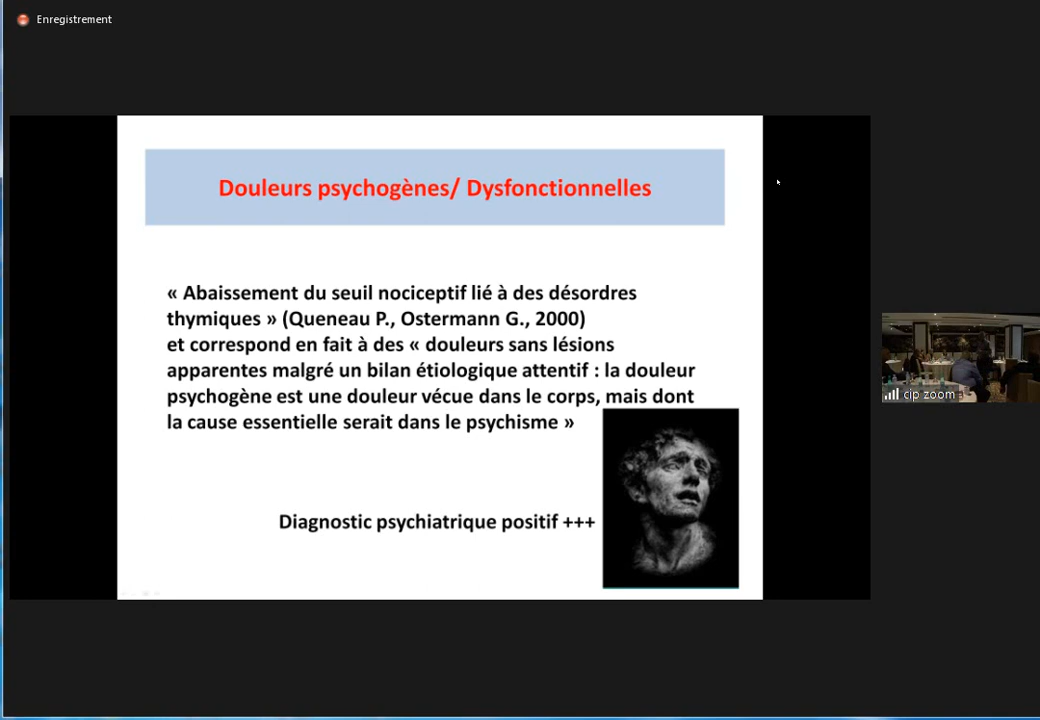 Enregistrement
Douleurs psychogènes/ Dysfonctionnelles
« Abaissement du seuil nociceptif lié à des désordres
thymiques » (Queneau P., Ostermann G., 2000)
et correspond en fait à des « douleurs sans lésions
apparentes malgré un bilan étiologique attentif : la douleur
psychogène est une douleur vécue dans le corps, mais dont
la cause essentielle serait dans le psychisme »
Diagnostic psychiatrique positif +++
cip zoom